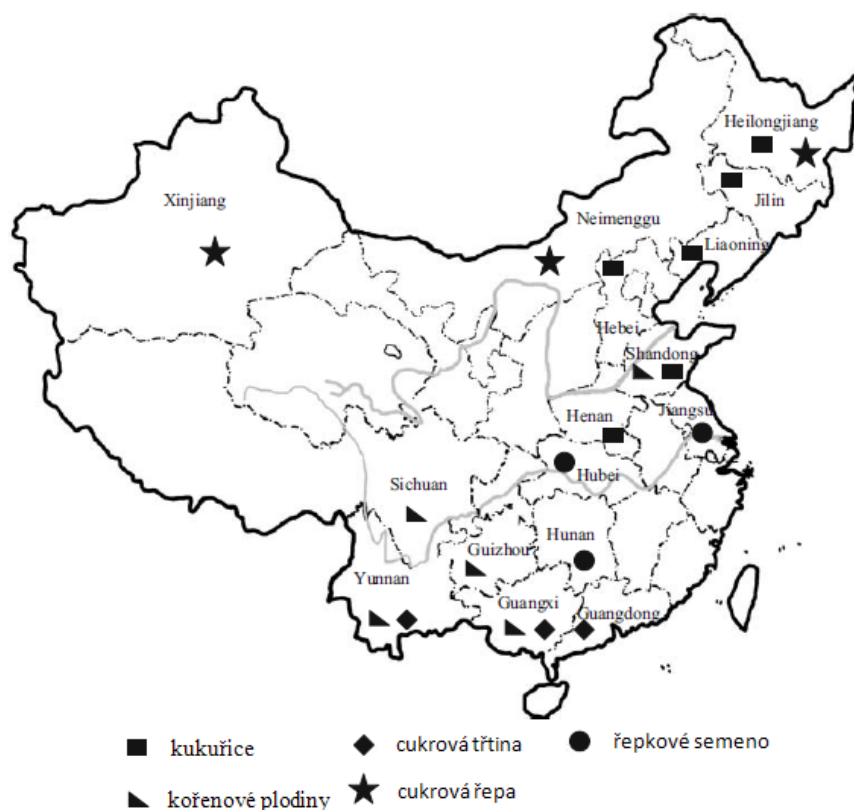 Heilongjiang
Jilin
Xinjiang
Neimenggu
Liaoning
Hebei
Shandong
Henan
Jiangsu
Hubei
Sichuan
Hunan
Guizhou
Yunnan
Guangxi
Guangdong
kukuřice
cukrová třtina
řepkové semeno
kořenové plodiny
cukrová řepa